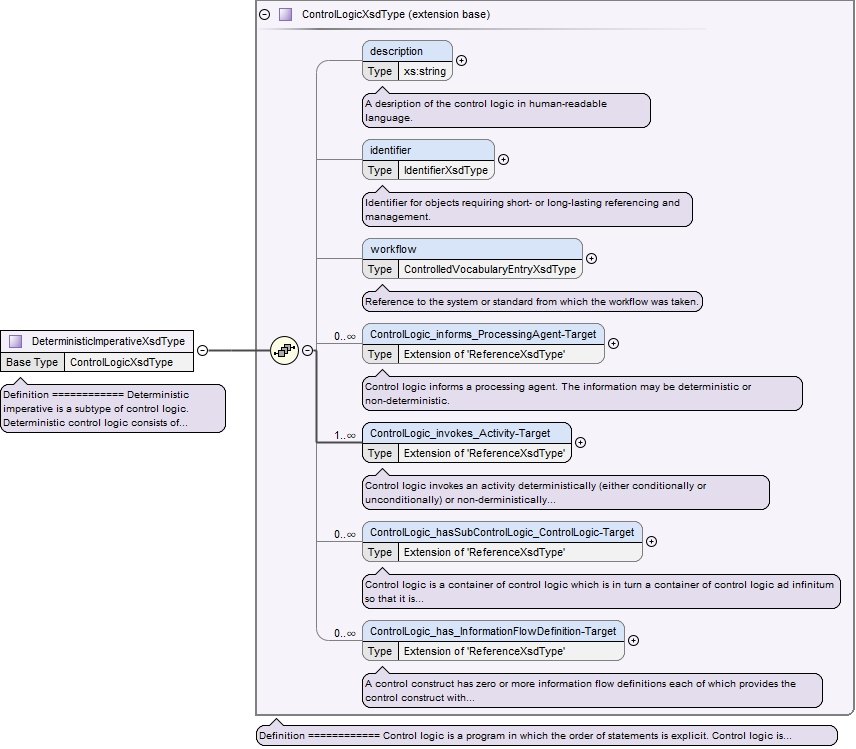 ControlLogicXsdType (extension base)
description
Type xs:string
A desription of the control logic in human-readable
language.
identifier
Type IdentifierXsdType
Identifier for objects requiring short- or long-lasting referencing and
management.
workflow
Type ControlledVocabularyEntryXsdType
Reference to the system or standard from which the workflow was taken.
0..∞
ControlLogic_informs_ProcessingAgent-Target
Type Extension of 'ReferenceXsdType'
Control logic informs a processing agent. The information may be deterministic or
non-deterministic.
DeterministicImperativeXsdType
Base Type ControlLogicXsdType
Definition ============ Deterministic
imperative is a subtype of control logic.
Deterministic control logic consists of...
1..∞
ControlLogic_invokes_Activity-Target
Type Extension of 'ReferenceXsdType'
Control logic invokes an activity deterministically (either conditionally or
unconditionally) or non-derministically...
0..∞
ControlLogic_hasSubControlLogic_ControlLogic-Target
Type Extension of 'ReferenceXsdType'
Control logic is a container of control logic which is in turn a container of control logic ad infinitum
so that it is...
0..∞
ControlLogic_has_InformationFlowDefinition-Target
Type Extension of 'ReferenceXsdType'
A control construct has zero or more information flow definitions each of which provides the
control construct with...
Definition ============ Control logic is a program in which the order of statements is explicit. Control logic is...